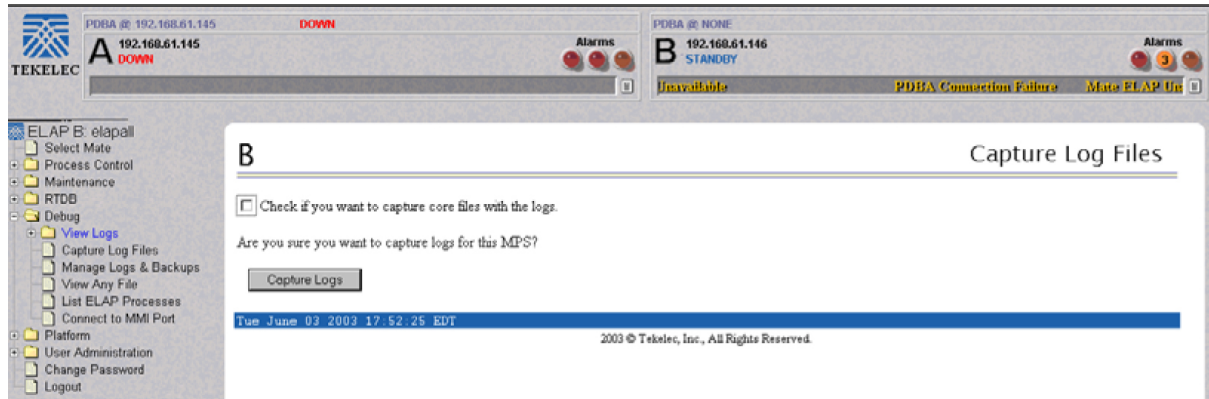 PDBA @ 192.168.61.145 DOWN
A 192.168.61.145
DOWN
Alarms
TEKELEC
PDBA @ NONE
B 192.168.61.146
STANDBY
Alarms
3
Unavailable PDBA Connection Failure Mate ELAP Un
ELAP B: elapall
Select Mate
Process Control
Maintenance
RTDB
Debug
View Logs
Capture Log Files
Manage Logs & Backups
View Any File
List ELAP Processes
Connect to MMI Port
Platform
User Administration
Change Password
Logout
B Capture Log Files
Check if you want to capture core files with the logs.
Are you sure you want to capture logs for this MPS?
Capture Logs
Tue June 03 2003 17:52:25 EDT
2003 © Tekelec, Inc., All Rights Reserved.